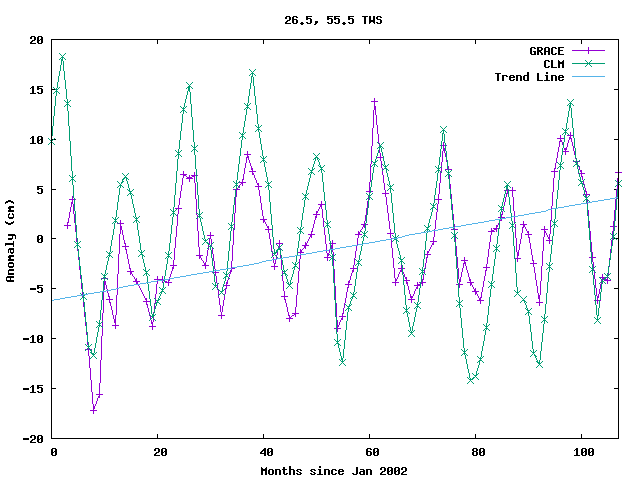 26.5, 55.5 TWS
GRACE
CLM
Trend Line
20
15
10
5
0
-5
-10
-15
-20
Anomaly (cm)
0 20 40 60 80 100
Months since Jan 2002